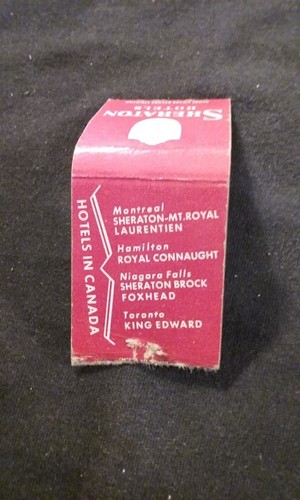 SHERATON
HOTELS
HOTELS IN CANADA
Montreal
SHERATON-MT. ROYAL
LAURENTIEN
Hamilton
ROYAL CONNAUGHT
Niagara Falls
SHERATON BROCK
FOXHEAD
Toronto
KING EDWARD